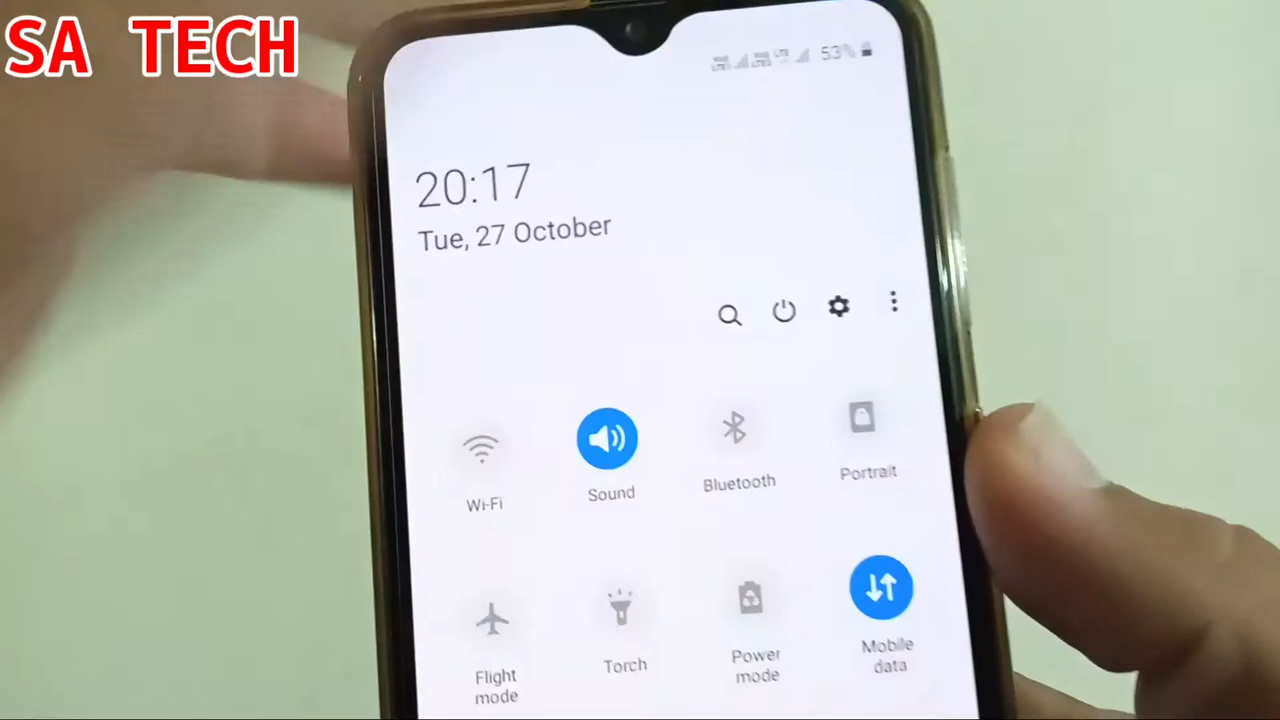 SA TECH
53%
20:17
Tue, 27 October
Wi-Fi
Sound
Bluetooth
Portrait
Flight
mode
Torch
Power
mode
Mobile
data